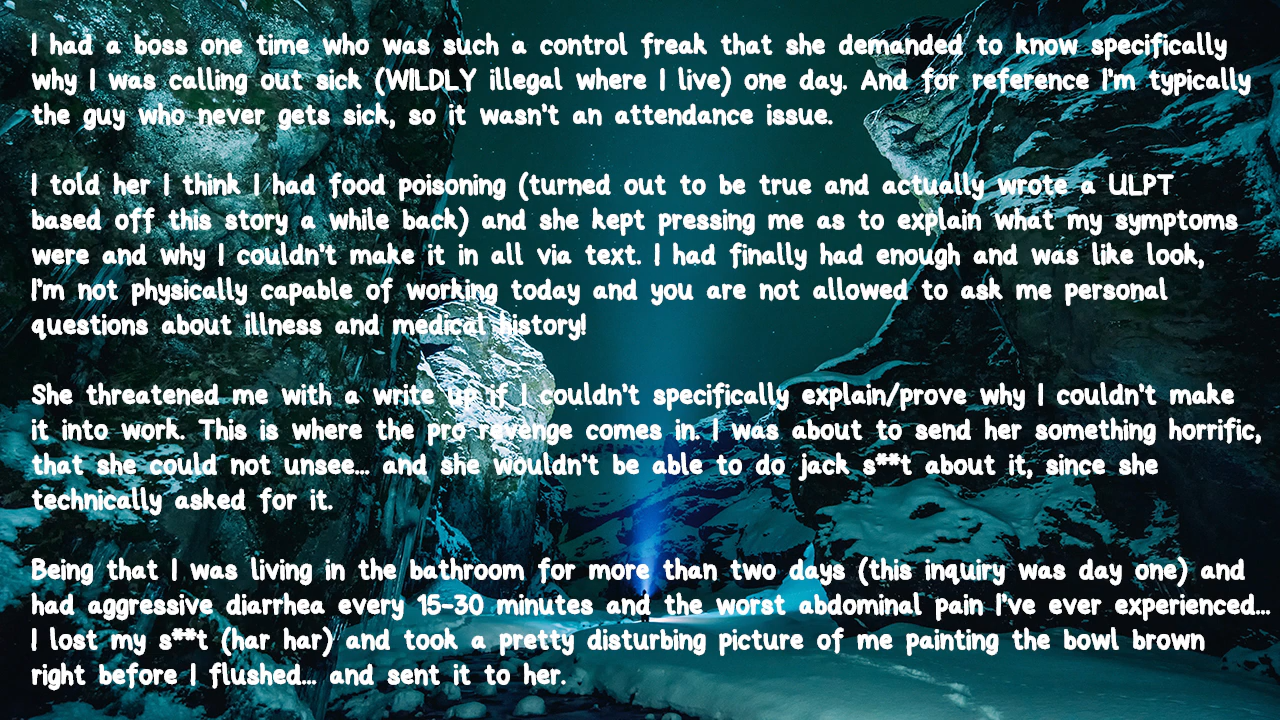 I had a boss one time who was such a control freak that she demanded to know specifically
why I was calling out sick (WILDLY illegal where I live) one day. And for reference I'm typically
the guy who never gets sick, so it wasn't an attendance issue.
I told her I think I had food poisoning (turned out to be true and actually wrote a ULPT
based off this story a while back) and she kept pressing me as to explain what my symptoms
were and why I couldn't make it in all via text. I had finally had enough and was like look,
I'm not physically capable of working today and you are not allowed to ask me personal
questions about illness and medical history!
She threatened me with a write up if I couldn't specifically explain/prove why I couldn't make
it into work. This is where the pro revenge comes in. I was about to send her something horrific,
that she could not unsee... and she wouldn't be able to do jack s**t about it, since she
technically asked for it.
Being that I was living in the bathroom for more than two days (this inquiry was day one) and
had aggressive diarrhea every 15-30 minutes and the worst abdominal pain I've ever experienced...
I lost my s**t (har har) and took a pretty disturbing picture of me painting the bowl brown
right before I flushed... and sent it to her.